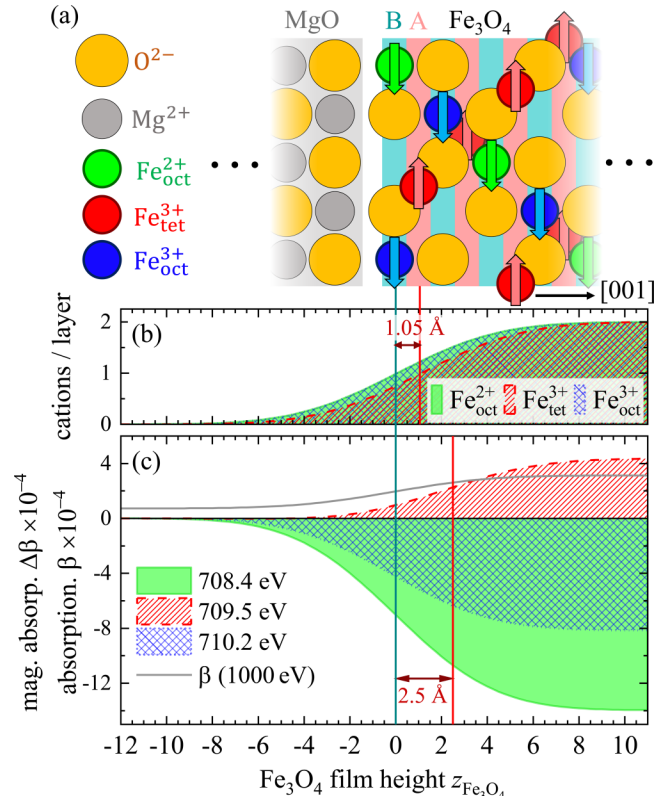 (a)
MgO
B A
Fe₃O₄
O²⁻
Mg²⁺
Fe²⁺oct
Fe³⁺tet
Fe³⁺oct
• • •
• • •
[001]
(b)
cations / layer
2
1
0
1.05 Å
Fe²⁺oct
Fe³⁺tet
Fe³⁺oct
(c)
mag. absorp. Δβ ×10⁻⁴
absorption. β ×10⁻⁴
4
0
-4
-8
-12
708.4 eV
709.5 eV
710.2 eV
β (1000 eV)
2.5 Å
-12 -10 -8 -6 -4 -2 0 2 4 6 8 10
Fe₃O₄ film height z Fe₃O₄